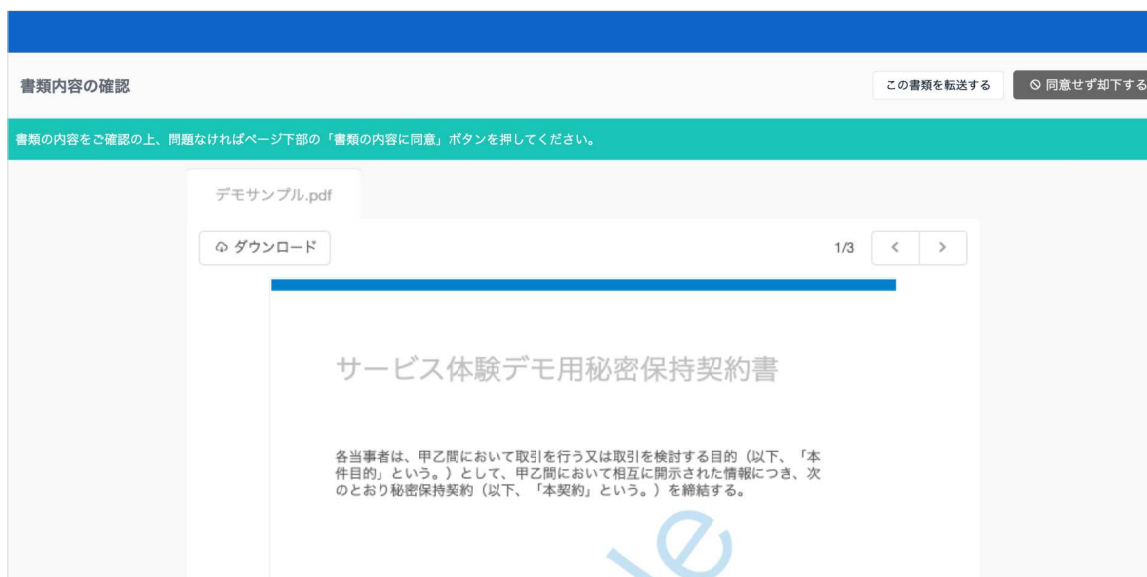 書類内容の確認
この書類を転送する
同意せず却下する
書類の内容をご確認の上、問題なければページ下部の「書類の内容に同意」ボタンを押してください。
デモサンプル.pdf
ダウンロード
1/3
サービス体験デモ用秘密保持契約書
各当事者は、甲乙間において取引を行う又は取引を検討する目的（以下、「本
件目的」という。）として、甲乙間において相互に開示された情報につき、次
のとおり秘密保持契約（以下、「本契約」という。）を締結する。
le